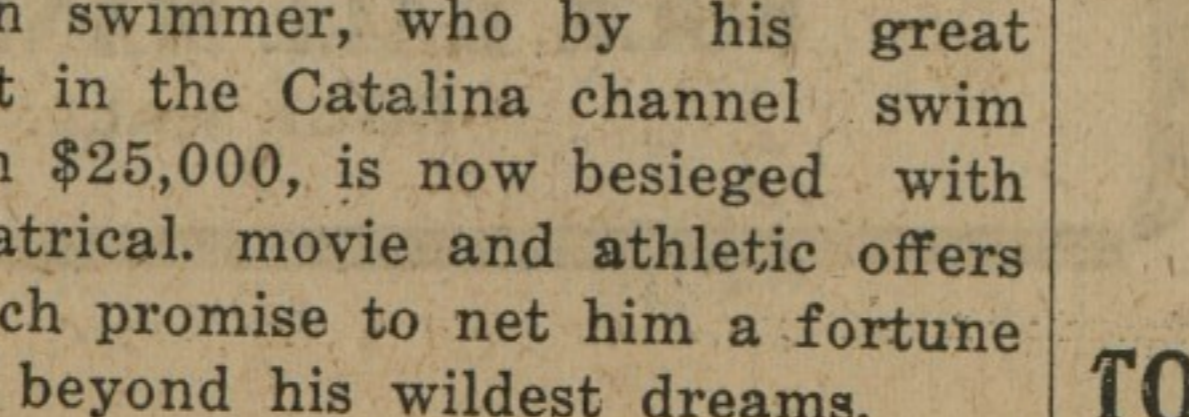 n swimmer, who by his great
t in the Catalina channel swim
n $25,000, is now besieged with
atrical. movie and athletic offers
ch promise to net him a fortune
beyond his wildest dreams.
TO